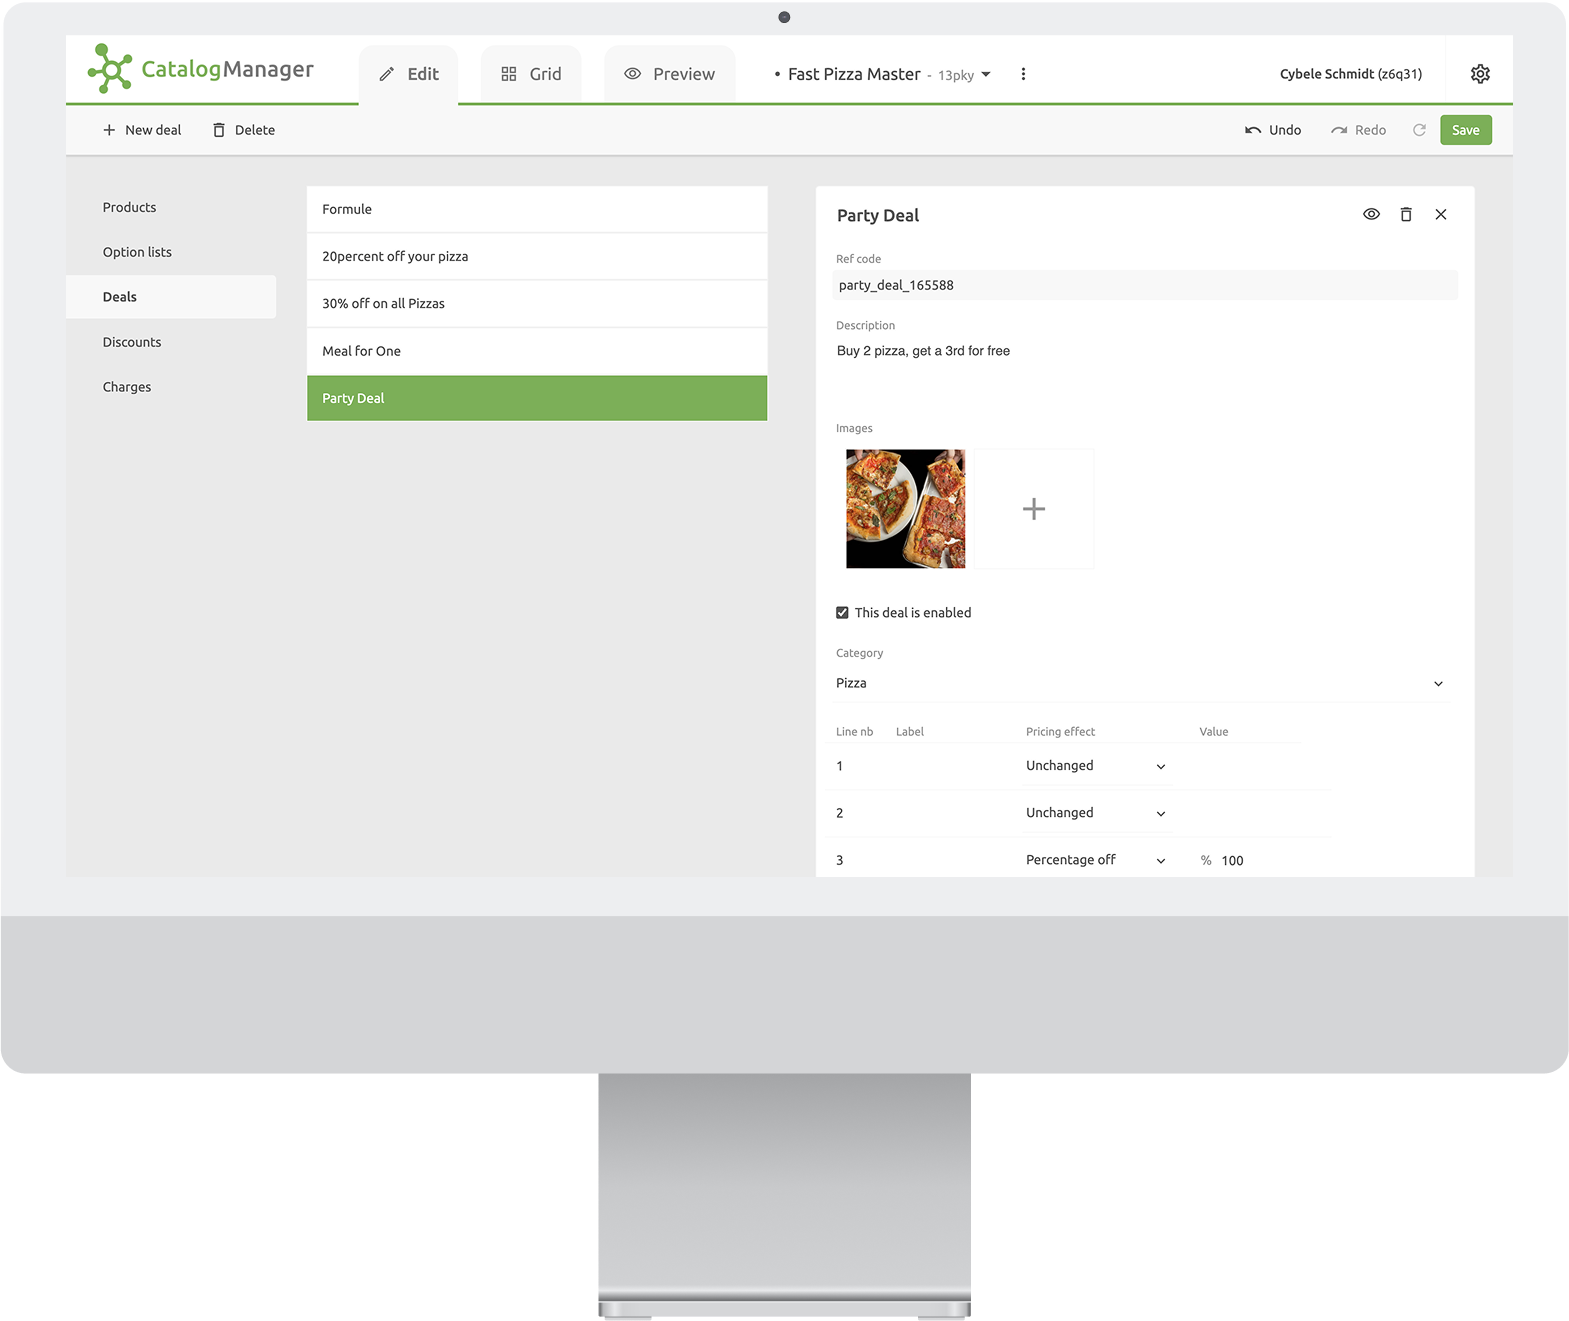 CatalogManager
Edit
Grid
Preview
• Fast Pizza Master - 13pky
Cybele Schmidt (z6q31)
+ New deal
Delete
Undo
Redo
Save
Products
Option lists
Deals
Discounts
Charges
Formule
20percent off your pizza
30% off on all Pizzas
Meal for One
Party Deal
Party Deal
Ref code
party_deal_165588
Description
Buy 2 pizza, get a 3rd for free
Images
This deal is enabled
Category
Pizza
Line nb Label Pricing effect Value
1 Unchanged
2 Unchanged
3 Percentage off % 100